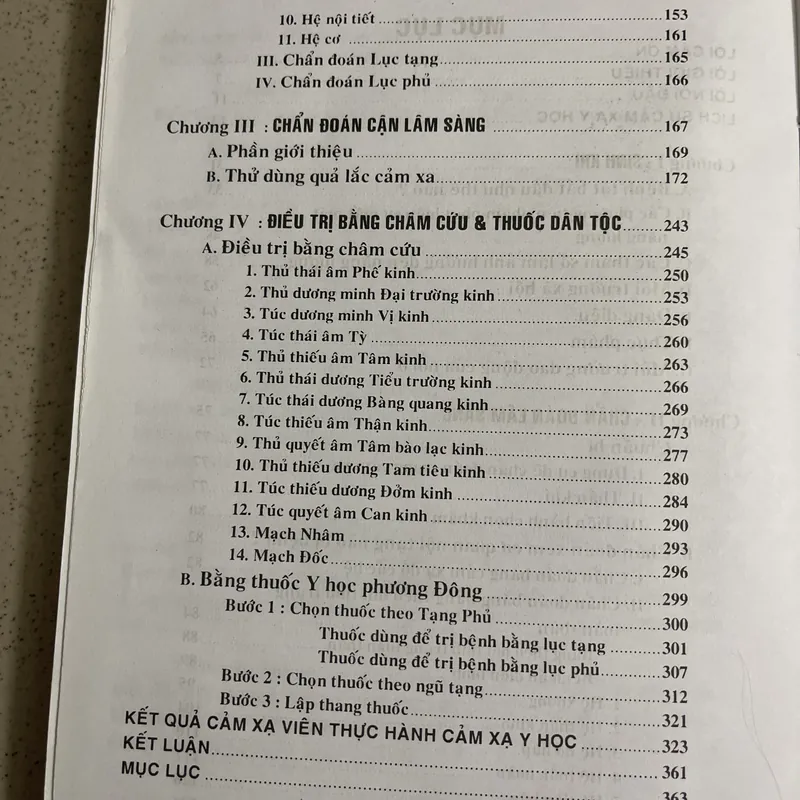 10. Hệ nội tiết ..... 153
11. Hệ cơ ..... 161
III. Chẩn đoán Lục tạng ..... 165
IV. Chẩn đoán Lục phủ ..... 166
Chương III : CHẨN ĐOÁN CẬN LÂM SÀNG ..... 167
A. Phần giới thiệu ..... 169
B. Thử dùng quả lắc cảm xa ..... 172
Chương IV : ĐIỀU TRỊ BẰNG CHÂM CỨU & THUỐC DÂN TỘC ..... 243
A. Điều trị bằng châm cứu ..... 245
1. Thủ thái âm Phế kinh ..... 250
2. Thủ dương minh Đại trường kinh ..... 253
3. Túc dương minh Vị kinh ..... 256
4. Túc thái âm Tỳ ..... 260
5. Thủ thiếu âm Tâm kinh ..... 263
6. Thủ thái dương Tiểu trường kinh ..... 266
7. Túc thái dương Bàng quang kinh ..... 269
8. Túc thiếu âm Thận kinh ..... 273
9. Thủ quyết âm Tâm bào lạc kinh ..... 277
10. Thủ thiếu dương Tam tiêu kinh ..... 280
11. Túc thiếu dương Đởm kinh ..... 284
12. Túc quyết âm Can kinh ..... 290
13. Mạch Nhâm ..... 293
14. Mạch Đốc ..... 296
B. Bằng thuốc Y học phương Đông ..... 299
Bước 1 : Chọn thuốc theo Tạng Phủ ..... 300
Thuốc dùng để trị bệnh bằng lục tạng ..... 301
Thuốc dùng để trị bệnh bằng lục phủ ..... 307
Bước 2 : Chọn thuốc theo ngũ tạng ..... 312
Bước 3 : Lập thang thuốc ..... 321
KẾT QUẢ CẢM XẠ VIÊN THỰC HÀNH CẢM XẠ Y HỌC ..... 323
KẾT LUẬN ..... 361
MỤC LỤC ..... 363